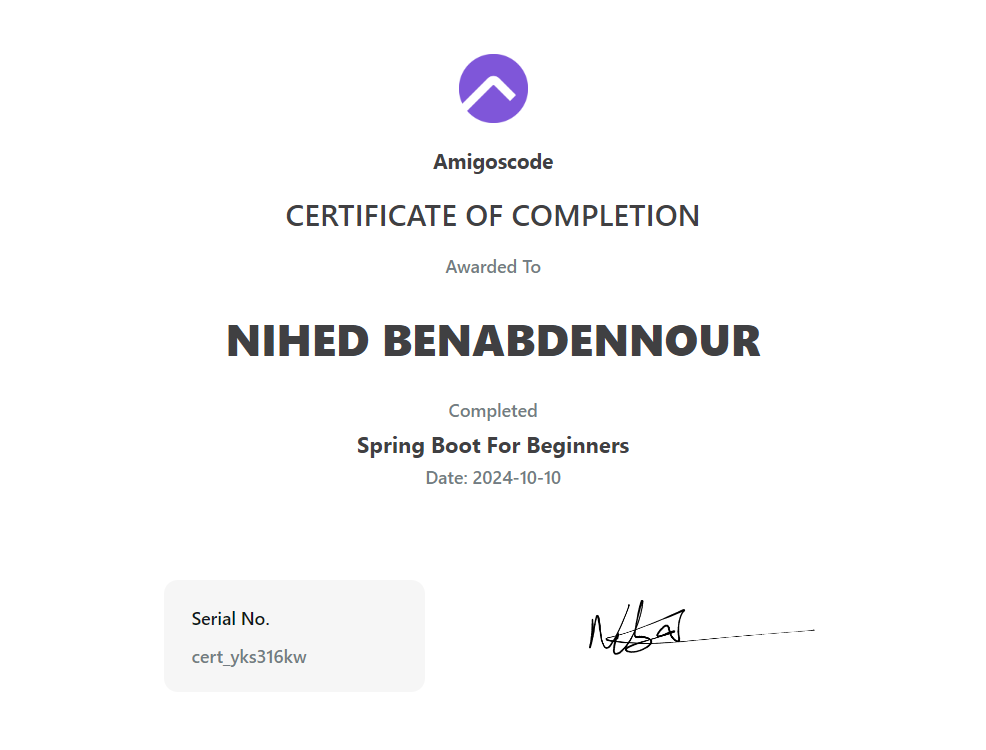 Amigoscode
CERTIFICATE OF COMPLETION
Awarded To
NIHED BENABDENNOUR
Completed
Spring Boot For Beginners
Date: 2024-10-10
Serial No.
cert_yks316kw